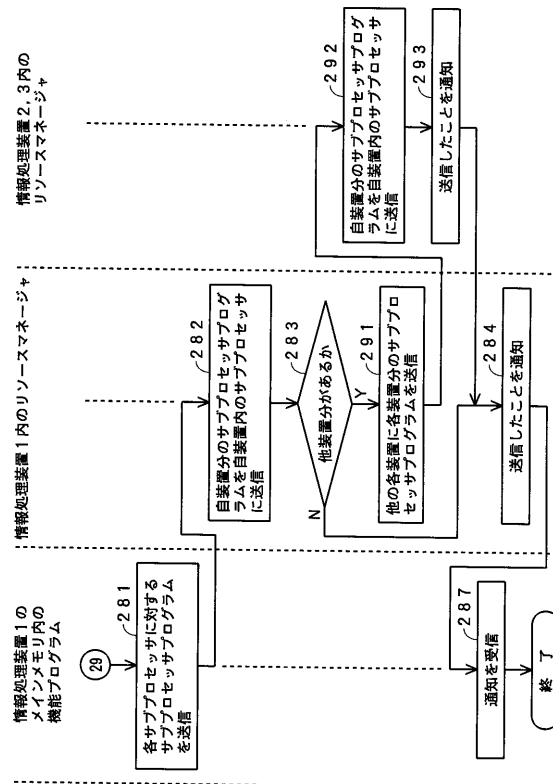 情報処理装置1の
メインメモリ内の
機能プログラム
29
281
各サブプロセッサに対する
サブプロセッサプログラム
を送信
287
通知を受信
終 了
情報処理装置1内のリソースマネージャ
282
自装置分のサブプロセッサプログ
ラムを自装置内のサブプロセッサ
に送信
283
他装置分があるか
N
Y
291
他の各装置に各装置分のサブプロ
セッサプログラムを送信
284
送信したことを通知
情報処理装置2,3内の
リソースマネージャ
292
自装置分のサブプロセッサプログ
ラムを自装置内のサブプロセッサ
に送信
293
送信したことを通知